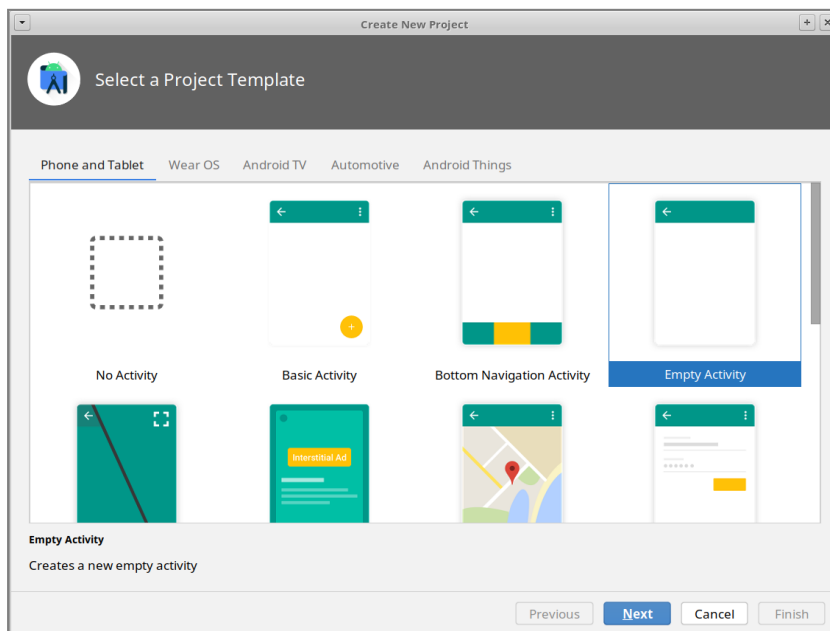 Create New Project
Select a Project Template
Phone and Tablet Wear OS Android TV Automotive Android Things
No Activity Basic Activity Bottom Navigation Activity Empty Activity
Interstitial Ad
Empty Activity
Creates a new empty activity
Previous Next Cancel Finish